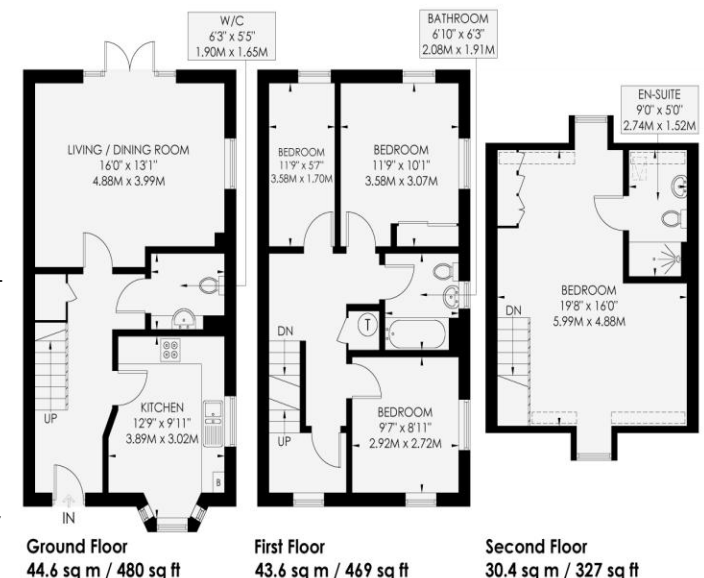 W/C
6'3" x 5'5"
1.90M x 1.65M
LIVING / DINING ROOM
16'0" x 13'1"
4.88M x 3.99M
UP
KITCHEN
12'9" x 9'11"
3.89M x 3.02M
B
IN
Ground Floor
44.6 sq m / 480 sq ft
BATHROOM
6'10" x 6'3"
2.08M x 1.91M
BEDROOM
11'9" x 5'7"
3.58M x 1.70M
BEDROOM
11'9" x 10'1"
3.58M x 3.07M
DN
T
UP
BEDROOM
9'7" x 8'11"
2.92M x 2.72M
First Floor
43.6 sq m / 469 sq ft
EN-SUITE
9'0" x 5'0"
2.74M x 1.52M
BEDROOM
19'8" x 16'0"
5.99M x 4.88M
DN
Second Floor
30.4 sq m / 327 sq ft